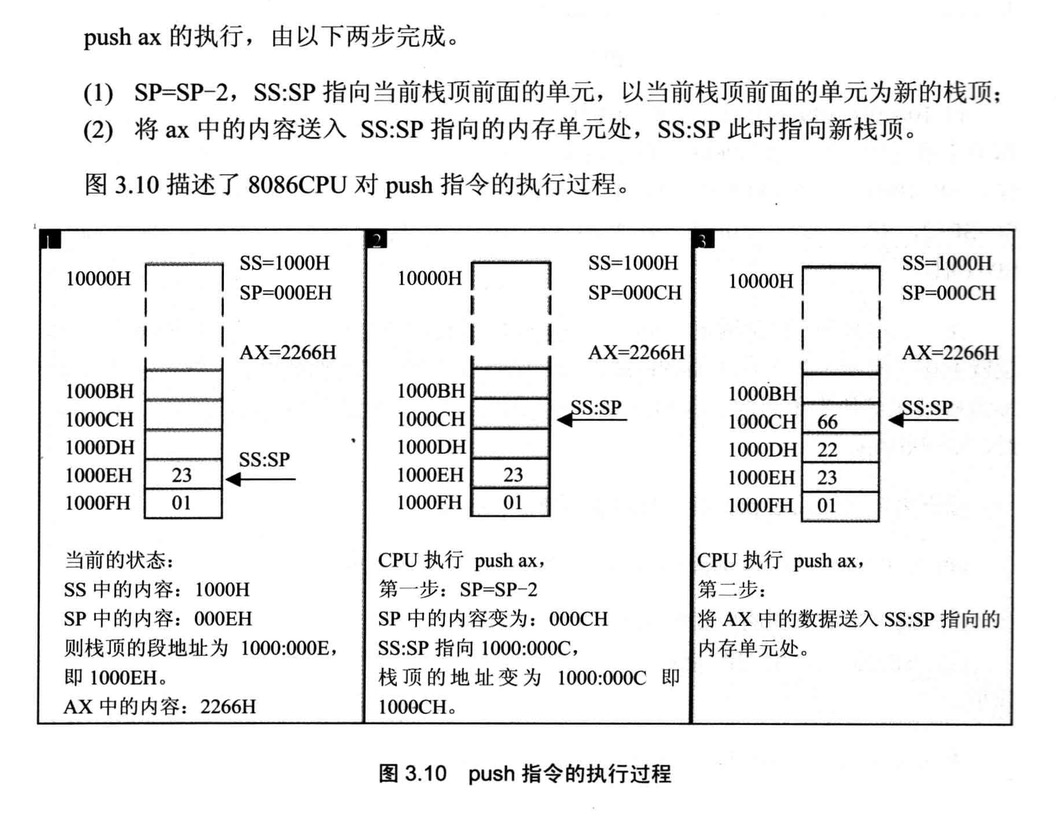 push ax 的执行，由以下两步完成。
(1) SP=SP-2，SS:SP 指向当前栈顶前面的单元，以当前栈顶前面的单元为新的栈顶；
(2) 将 ax 中的内容送入 SS:SP 指向的内存单元处，SS:SP 此时指向新栈顶。
图 3.10 描述了 8086CPU 对 push 指令的执行过程。
1
10000H
SS=1000H
SP=000EH
AX=2266H
1000BH
1000CH
1000DH
SS:SP
1000EH 23
1000FH 01
当前的状态：
SS 中的内容：1000H
SP 中的内容：000EH
则栈顶的段地址为 1000:000E，
即 1000EH。
AX 中的内容：2266H
2
10000H
SS=1000H
SP=000CH
AX=2266H
1000BH
SS:SP
1000CH
1000DH
1000EH 23
1000FH 01
CPU 执行 push ax，
第一步：SP=SP-2
SP 中的内容变为：000CH
SS:SP 指向 1000:000C，
栈顶的地址变为 1000:000C 即
1000CH。
3
10000H
SS=1000H
SP=000CH
AX=2266H
1000BH
SS:SP
1000CH 66
1000DH 22
1000EH 23
1000FH 01
CPU 执行 push ax，
第二步：
将 AX 中的数据送入 SS:SP 指向的
内存单元处。
图 3.10 push 指令的执行过程